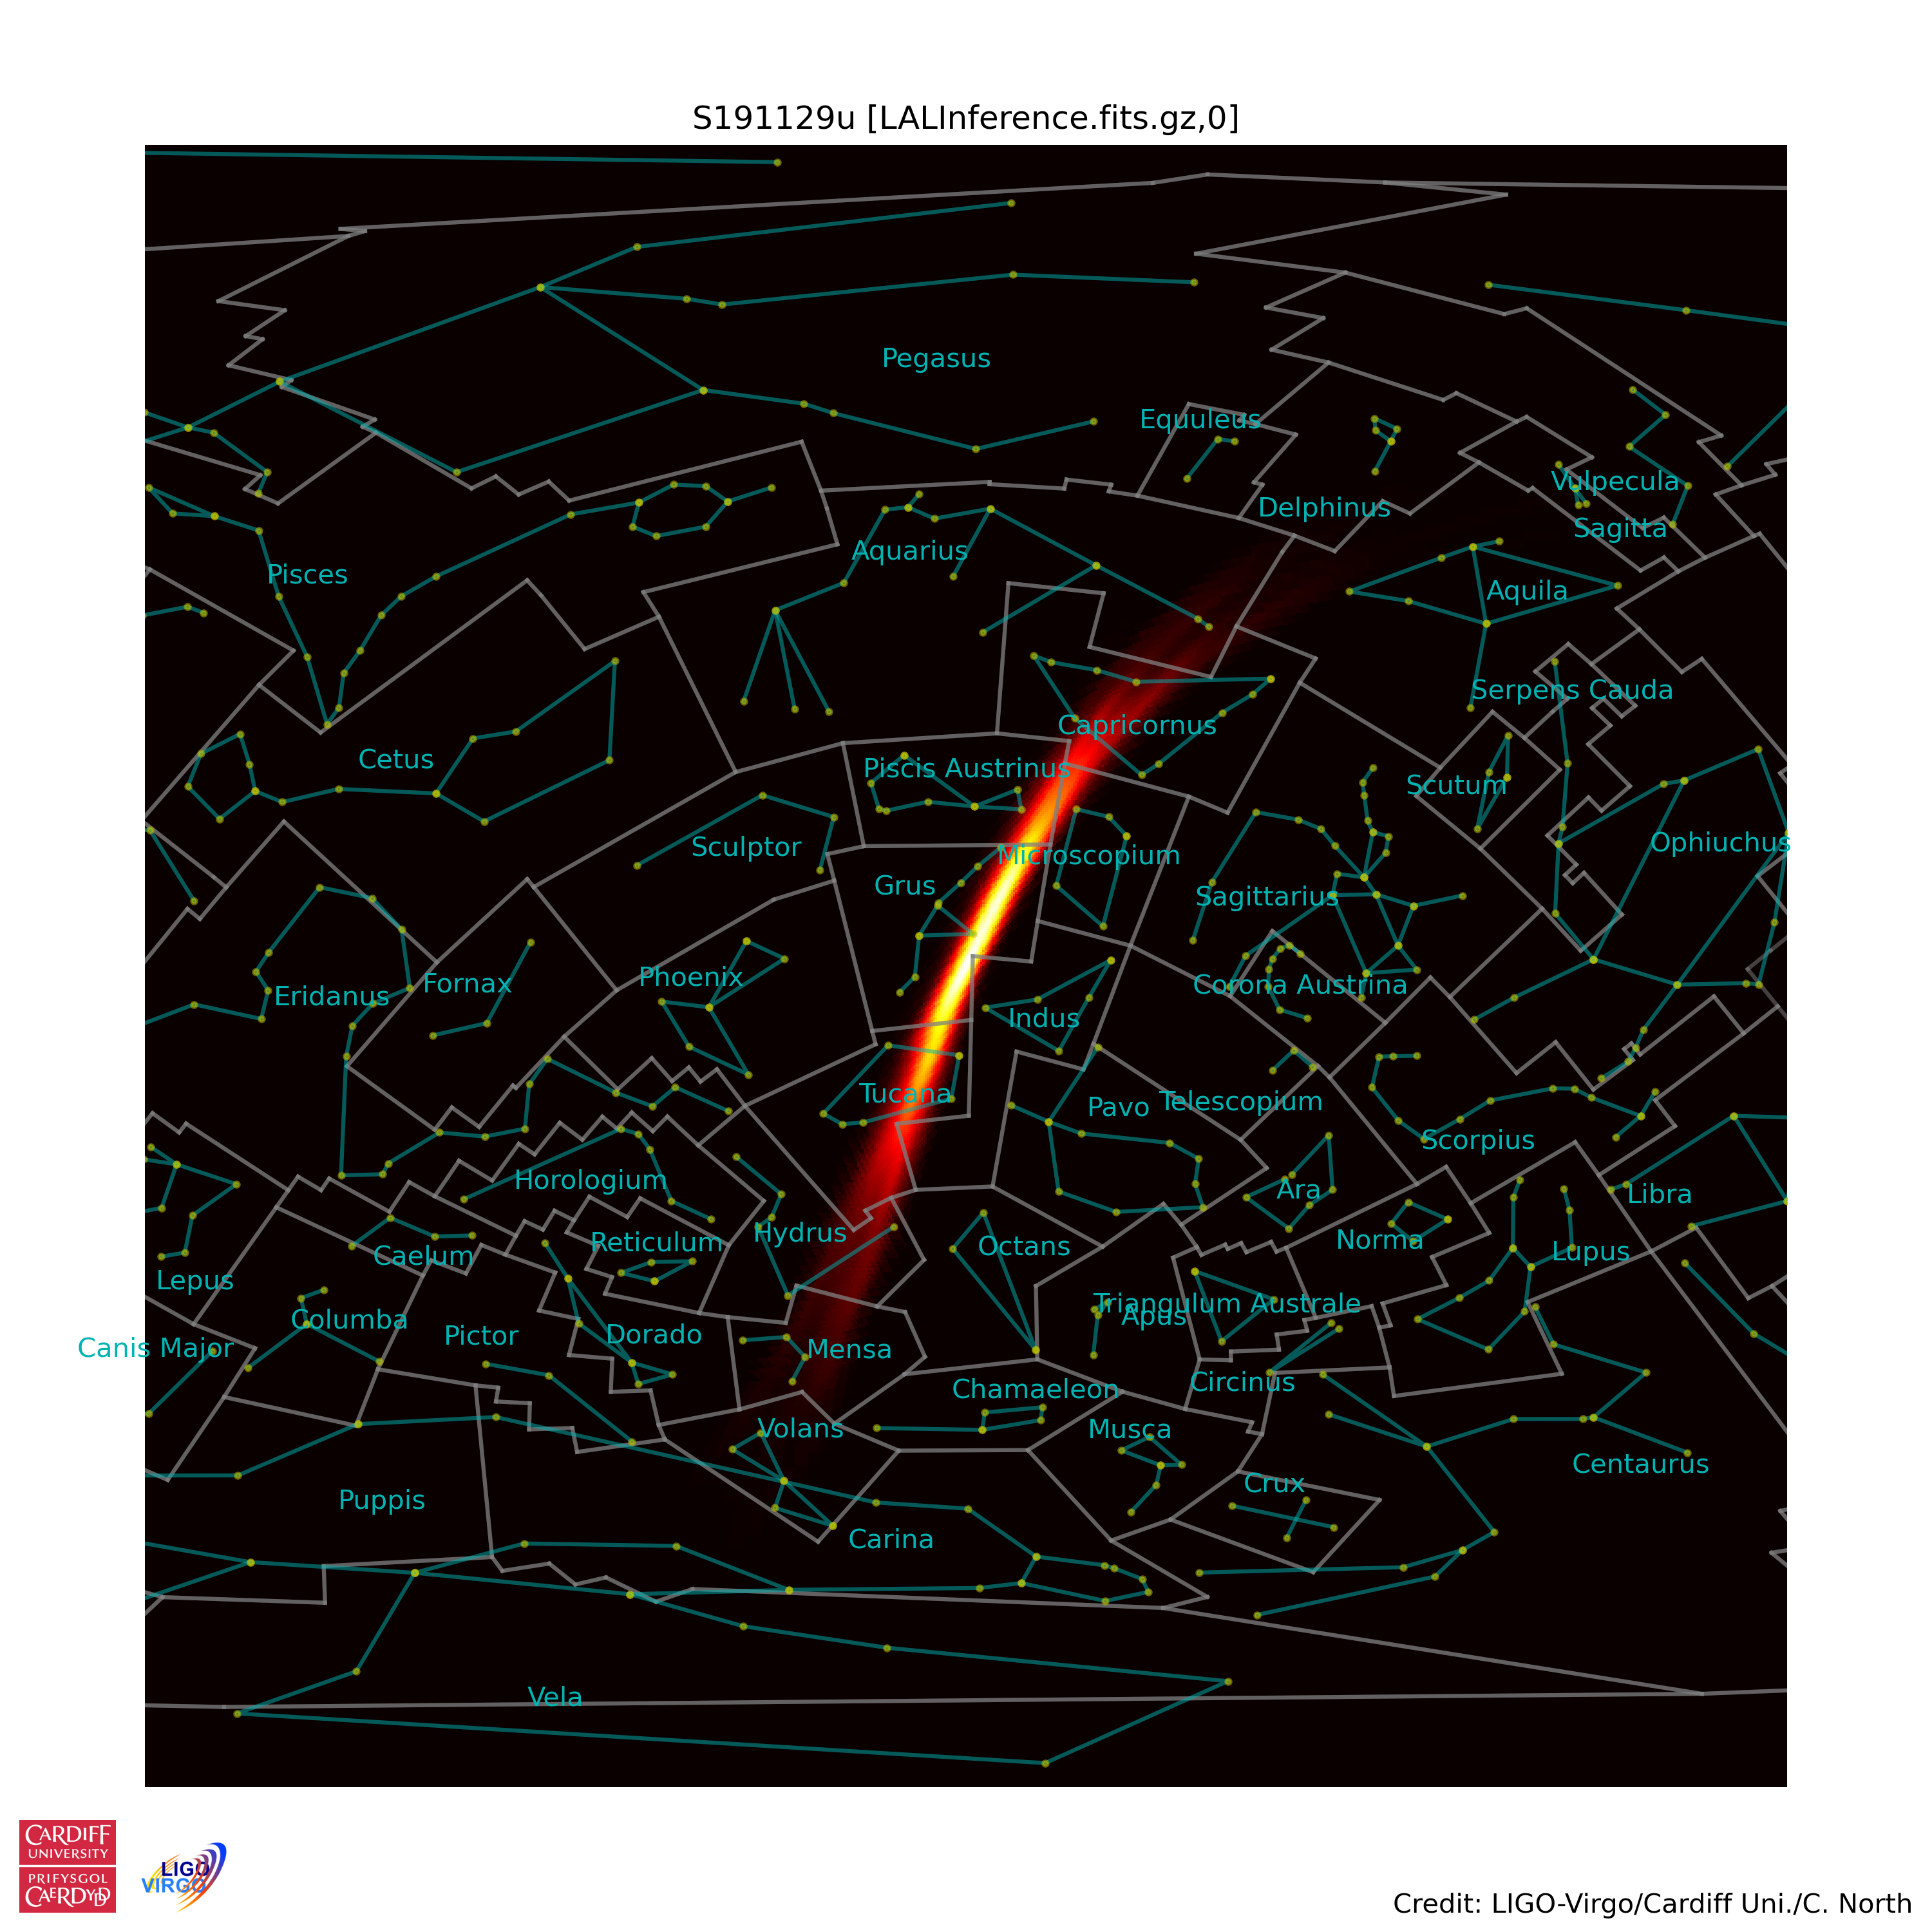 S191129u [LALInference.fits.gz,0]
Pegasus
Equuleus
Vulpecula
Delphinus
Sagitta
Aquarius
Pisces
Aquila
Serpens Cauda
Capricornus
Cetus
Piscis Austrinus
Scutum
Sculptor
Ophiuchus
Microscopium
Grus
Sagittarius
Phoenix
Fornax
Corona Austrina
Eridanus
Indus
Tucana
Telescopium
Pavo
Scorpius
Horologium
Ara
Libra
Hydrus
Reticulum
Norma
Octans
Caelum
Lupus
Lepus
Triangulum Australe
Apus
Columba
Pictor
Dorado
Canis Major
Mensa
Circinus
Chamaeleon
Volans
Musca
Centaurus
Crux
Puppis
Carina
Vela
CARDIFF
UNIVERSITY
PRIFYSGOL
CAERDYDD
LIGO
VIRGO
Credit: LIGO-Virgo/Cardiff Uni./C. North